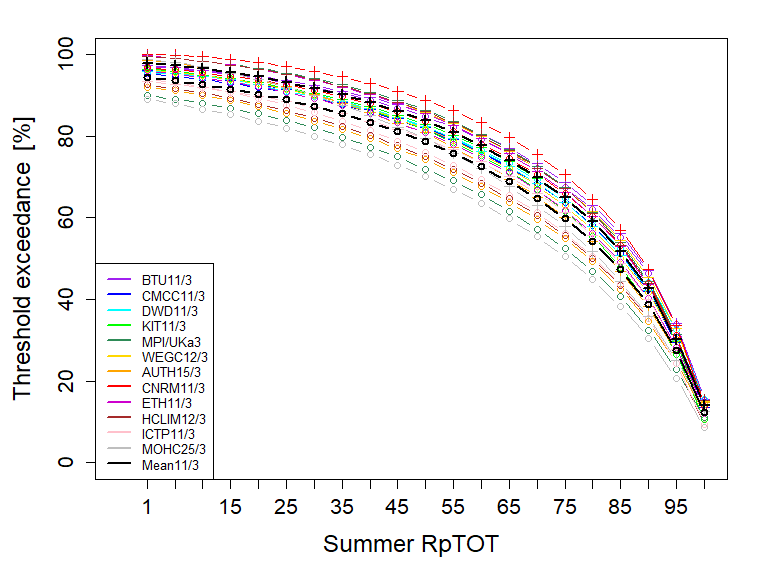 Threshold exceedance [%]
100
80
60
40
20
0
BTU11/3
CMCC11/3
DWD11/3
KIT11/3
MPI/UKa3
WEGC12/3
AUTH15/3
CNRM11/3
ETH11/3
HCLIM12/3
ICTP11/3
MOHC25/3
Mean11/3
1 15 25 35 45 55 65 75 85 95
Summer RpTOT